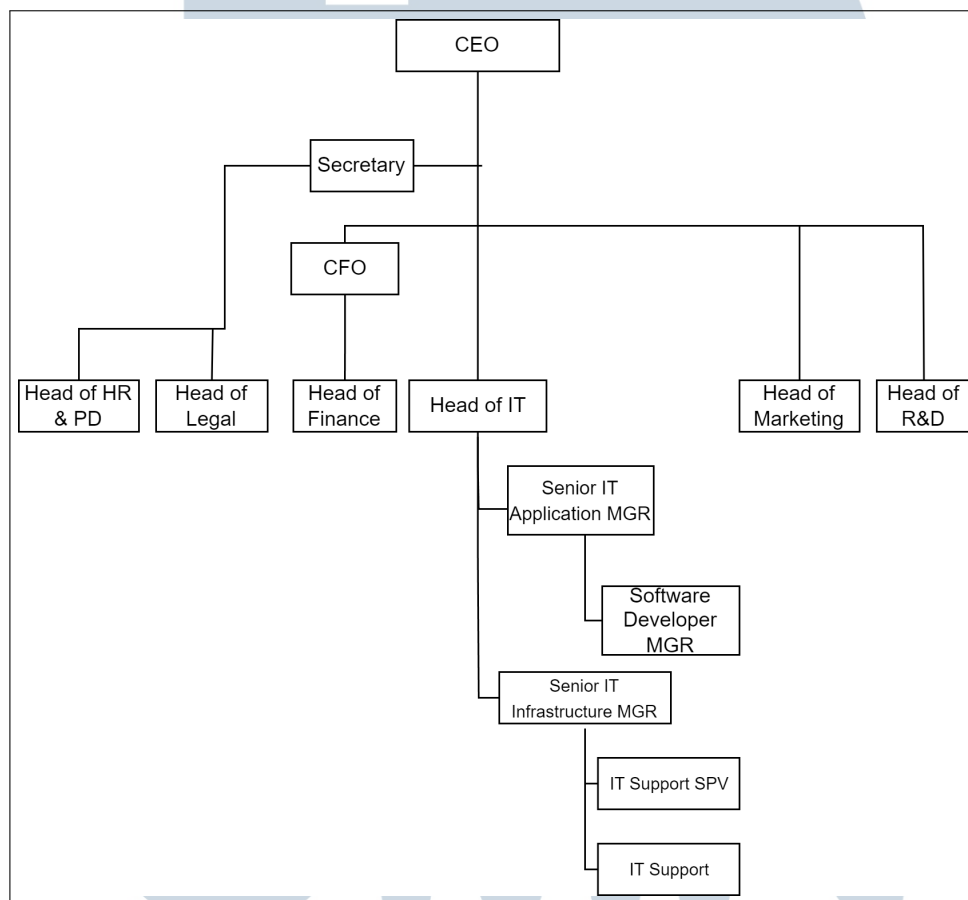 CEO
Secretary
CFO
Head of HR
& PD
Head of
Legal
Head of
Finance
Head of IT
Head of
Marketing
Head of
R&D
Senior IT
Application MGR
Software
Developer
MGR
Senior IT
Infrastructure MGR
IT Support SPV
IT Support